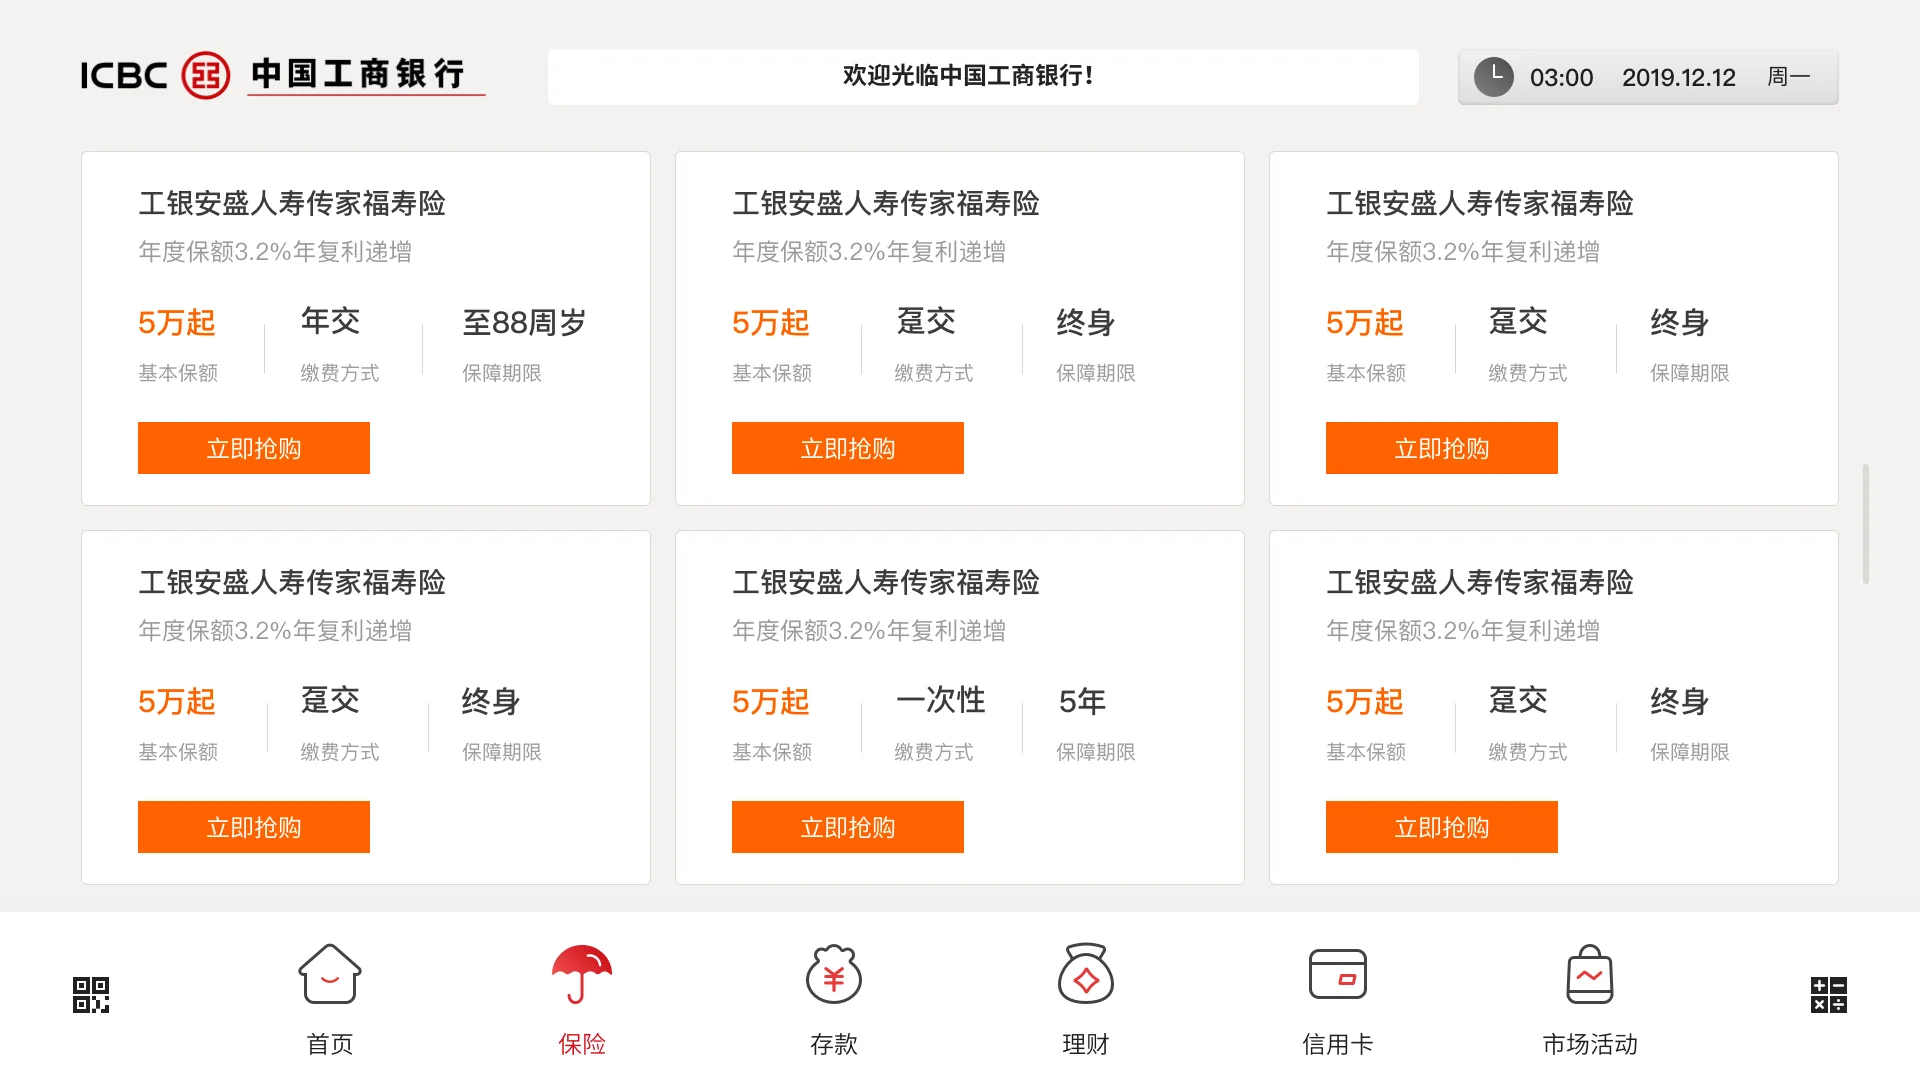 ICBC 中国工商银行
欢迎光临中国工商银行！
03:00 2019.12.12 周一
工银安盛人寿传家福寿险
年度保额3.2%年复利递增
5万起 年交 至88周岁
基本保额 缴费方式 保障期限
立即抢购
工银安盛人寿传家福寿险
年度保额3.2%年复利递增
5万起 趸交 终身
基本保额 缴费方式 保障期限
立即抢购
工银安盛人寿传家福寿险
年度保额3.2%年复利递增
5万起 趸交 终身
基本保额 缴费方式 保障期限
立即抢购
工银安盛人寿传家福寿险
年度保额3.2%年复利递增
5万起 趸交 终身
基本保额 缴费方式 保障期限
立即抢购
工银安盛人寿传家福寿险
年度保额3.2%年复利递增
5万起 一次性 5年
基本保额 缴费方式 保障期限
立即抢购
工银安盛人寿传家福寿险
年度保额3.2%年复利递增
5万起 趸交 终身
基本保额 缴费方式 保障期限
立即抢购
首页 保险 存款 理财 信用卡 市场活动